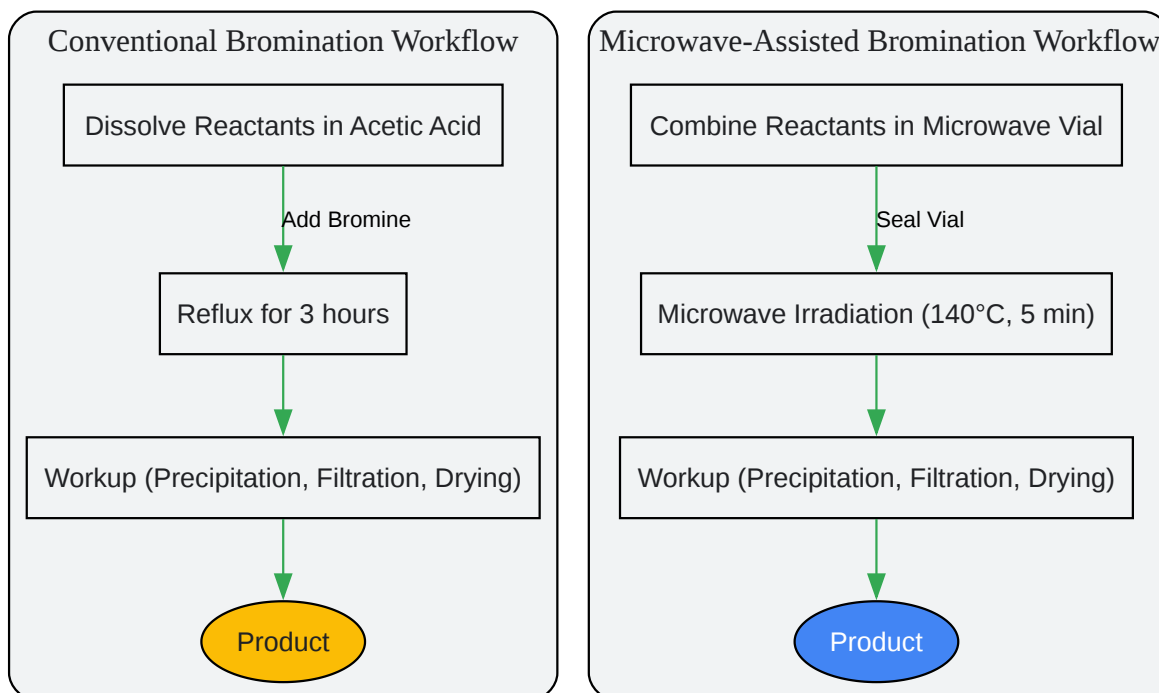 Conventional Bromination Workflow
Dissolve Reactants in Acetic Acid
Add Bromine
Reflux for 3 hours
Workup (Precipitation, Filtration, Drying)
Product
Microwave-Assisted Bromination Workflow
Combine Reactants in Microwave Vial
Seal Vial
Microwave Irradiation (140°C, 5 min)
Workup (Precipitation, Filtration, Drying)
Product